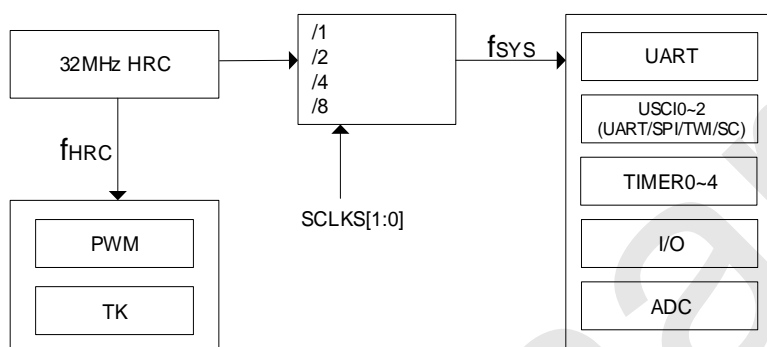 32MHz HRC
/1
/2
/4
/8
fSYS
fHRC
SCLKS[1:0]
PWM
TK
UART
USCI0~2
(UART/SPI/TWI/SC)
TIMER0~4
I/O
ADC